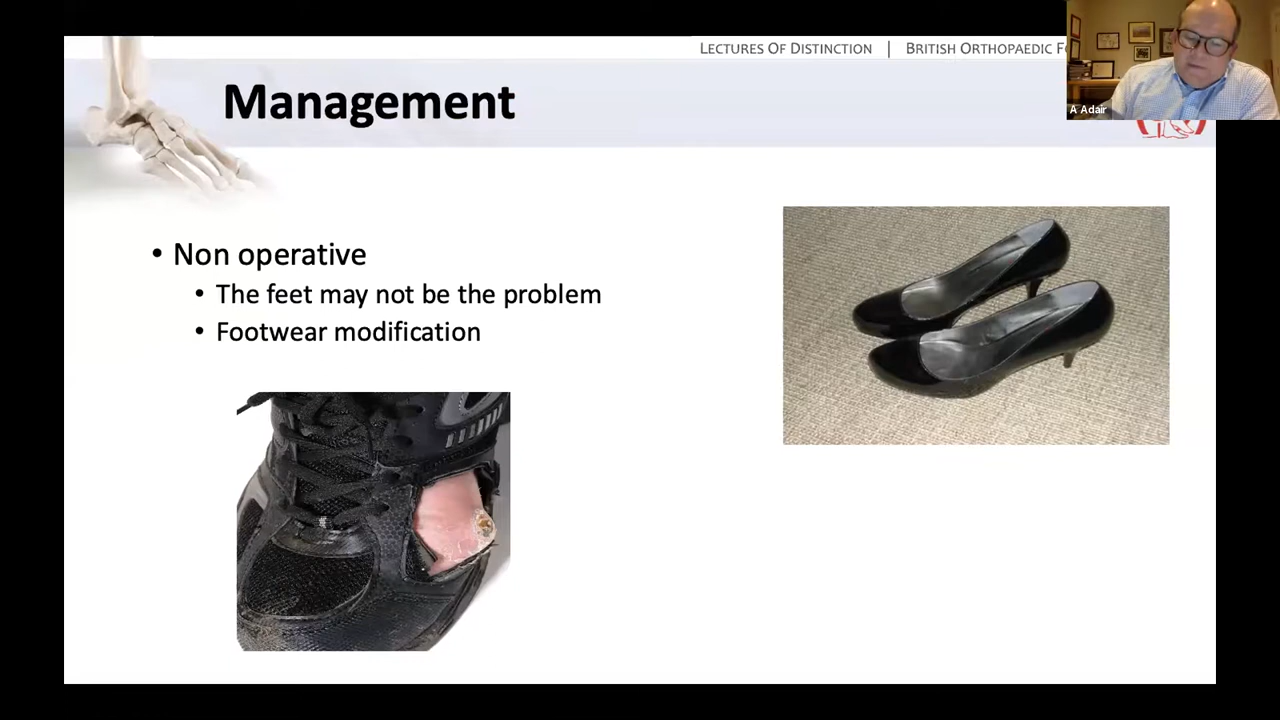 LECTURES OF DISTINCTION | BRITISH ORTHOPAEDIC
A Adair
Management
• Non operative
• The feet may not be the problem
• Footwear modification